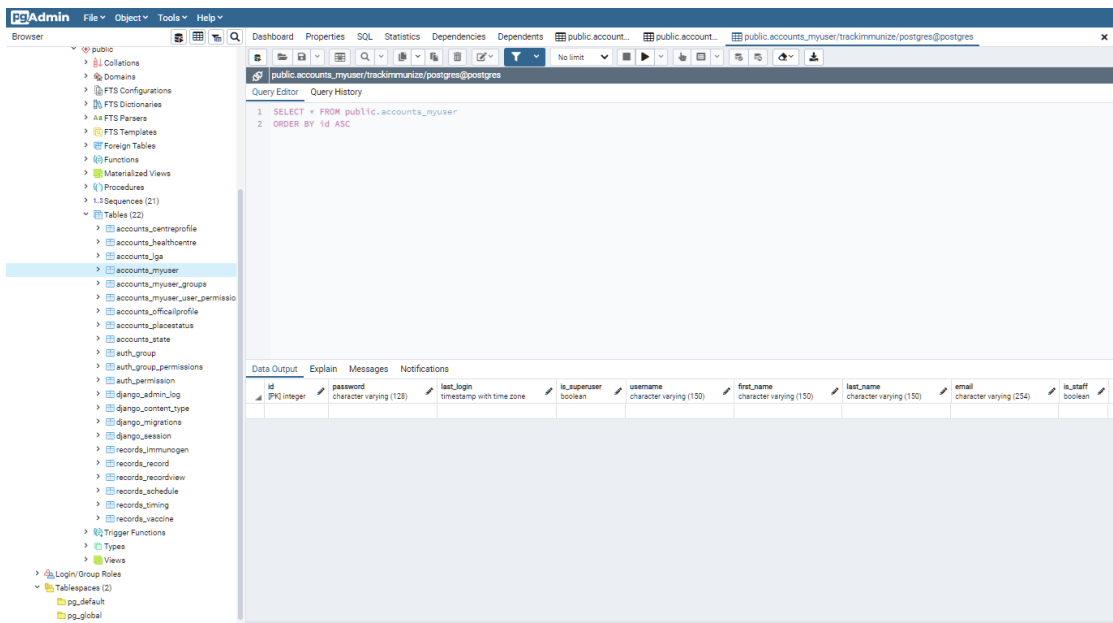 pgAdmin File Object Tools Help
Browser
Dashboard Properties SQL Statistics Dependencies Dependents public.account... public.account... public.accounts_myuser/trackimmunize/postgres@postgres
No limit
public.accounts_myuser/trackimmunize/postgres@postgres
Query Editor Query History
1 SELECT * FROM public.accounts_myuser
2 ORDER BY id ASC
public
Collations
Domains
FTS Configurations
FTS Dictionaries
FTS Parsers
FTS Templates
Foreign Tables
Functions
Materialized Views
Procedures
1..3 Sequences (21)
Tables (22)
accounts_centreprofile
accounts_healthcentre
accounts_lga
accounts_myuser
accounts_myuser_groups
accounts_myuser_user_permissio
accounts_officailprofile
accounts_placestatus
accounts_state
auth_group
auth_group_permissions
auth_permission
django_admin_log
django_content_type
django_migrations
django_session
records_immunogen
records_record
records_recordview
records_schedule
records_timing
records_vaccine
Trigger Functions
Types
Views
Login/Group Roles
Tablespaces (2)
pg_default
pg_global
Data Output Explain Messages Notifications
id password last_login is_superuser username first_name last_name email is_staff
[PK] integer character varying (128) timestamp with time zone boolean character varying (150) character varying (150) character varying (150) character varying (254) boolean